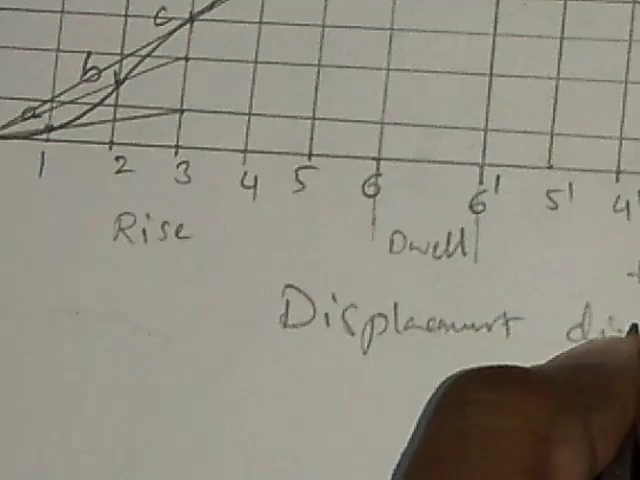 c
b
a
1 2 3 4 5 6 6' 5' 4'
Rise Dwell
Displacement